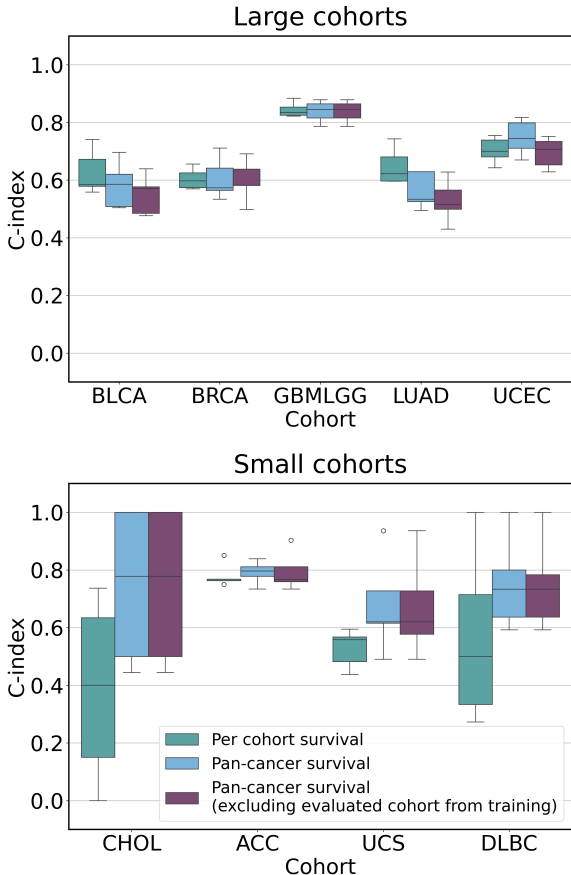 Large cohorts
1.0
0.8
0.6
0.4
0.2
0.0
C-index
BLCA BRCA GBMLGG LUAD UCEC
Cohort
Small cohorts
1.0
0.8
0.6
0.4
0.2
0.0
C-index
Per cohort survival
Pan-cancer survival
Pan-cancer survival
(excluding evaluated cohort from training)
CHOL ACC UCS DLBC
Cohort